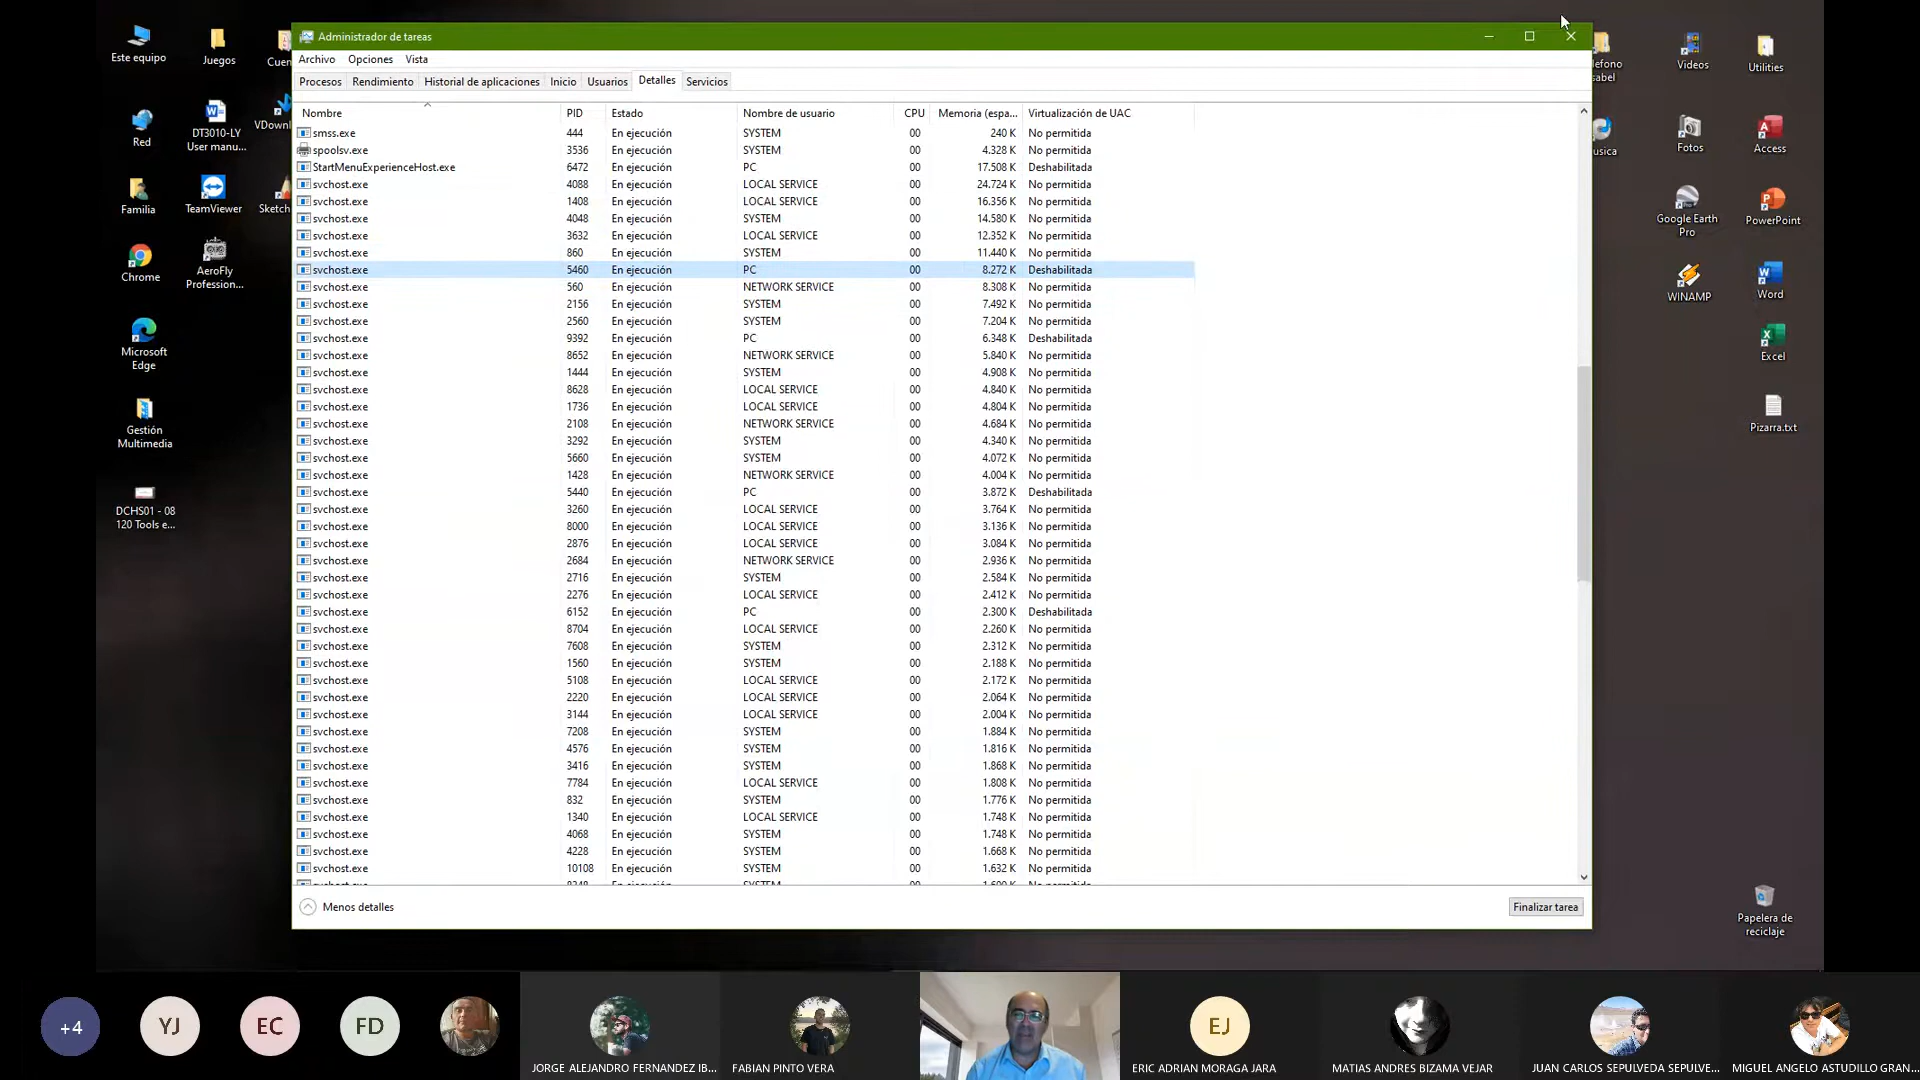 Administrador de tareas
Archivo Opciones Vista
Procesos Rendimiento Historial de aplicaciones Inicio Usuarios Detalles Servicios
Nombre PID Estado Nombre de usuario CPU Memoria (espa... Virtualización de UAC
smss.exe 444 En ejecución SYSTEM 00 240 K No permitida
spoolsv.exe 3536 En ejecución SYSTEM 00 4.328 K No permitida
StartMenuExperienceHost.exe 6472 En ejecución PC 00 17.508 K Deshabilitada
svchost.exe 4088 En ejecución LOCAL SERVICE 00 24.724 K No permitida
svchost.exe 1408 En ejecución LOCAL SERVICE 00 16.356 K No permitida
svchost.exe 4048 En ejecución SYSTEM 00 14.580 K No permitida
svchost.exe 3632 En ejecución LOCAL SERVICE 00 12.352 K No permitida
svchost.exe 860 En ejecución SYSTEM 00 11.440 K No permitida
svchost.exe 5460 En ejecución PC 00 8.272 K Deshabilitada
svchost.exe 560 En ejecución NETWORK SERVICE 00 8.308 K No permitida
svchost.exe 2156 En ejecución SYSTEM 00 7.492 K No permitida
svchost.exe 2560 En ejecución SYSTEM 00 7.204 K No permitida
svchost.exe 9392 En ejecución PC 00 6.348 K Deshabilitada
svchost.exe 8652 En ejecución NETWORK SERVICE 00 5.840 K No permitida
svchost.exe 1444 En ejecución SYSTEM 00 4.908 K No permitida
svchost.exe 8628 En ejecución LOCAL SERVICE 00 4.840 K No permitida
svchost.exe 1736 En ejecución LOCAL SERVICE 00 4.804 K No permitida
svchost.exe 2108 En ejecución NETWORK SERVICE 00 4.684 K No permitida
svchost.exe 3292 En ejecución SYSTEM 00 4.340 K No permitida
svchost.exe 5660 En ejecución SYSTEM 00 4.072 K No permitida
svchost.exe 1428 En ejecución NETWORK SERVICE 00 4.004 K No permitida
svchost.exe 5440 En ejecución PC 00 3.872 K Deshabilitada
svchost.exe 3260 En ejecución LOCAL SERVICE 00 3.764 K No permitida
svchost.exe 8000 En ejecución LOCAL SERVICE 00 3.136 K No permitida
svchost.exe 2876 En ejecución LOCAL SERVICE 00 3.084 K No permitida
svchost.exe 2684 En ejecución NETWORK SERVICE 00 2.936 K No permitida
svchost.exe 2716 En ejecución SYSTEM 00 2.584 K No permitida
svchost.exe 2276 En ejecución LOCAL SERVICE 00 2.412 K No permitida
svchost.exe 6152 En ejecución PC 00 2.300 K Deshabilitada
svchost.exe 8704 En ejecución LOCAL SERVICE 00 2.260 K No permitida
svchost.exe 7608 En ejecución SYSTEM 00 2.312 K No permitida
svchost.exe 1560 En ejecución SYSTEM 00 2.188 K No permitida
svchost.exe 5108 En ejecución LOCAL SERVICE 00 2.172 K No permitida
svchost.exe 2220 En ejecución LOCAL SERVICE 00 2.064 K No permitida
svchost.exe 3144 En ejecución LOCAL SERVICE 00 2.004 K No permitida
svchost.exe 7208 En ejecución SYSTEM 00 1.884 K No permitida
svchost.exe 4576 En ejecución SYSTEM 00 1.816 K No permitida
svchost.exe 3416 En ejecución SYSTEM 00 1.868 K No permitida
svchost.exe 7784 En ejecución LOCAL SERVICE 00 1.808 K No permitida
svchost.exe 832 En ejecución SYSTEM 00 1.776 K No permitida
svchost.exe 1340 En ejecución LOCAL SERVICE 00 1.748 K No permitida
svchost.exe 4068 En ejecución SYSTEM 00 1.748 K No permitida
svchost.exe 4228 En ejecución SYSTEM 00 1.668 K No permitida
svchost.exe 10108 En ejecución SYSTEM 00 1.632 K No permitida
Menos detalles
Finalizar tarea
Este equipo
Juegos
Cuen
Red
DT3010-LY
User manu...
VDownl
Familia
TeamViewer
Sketch
Chrome
AeroFly
Profession...
Microsoft
Edge
Gestión
Multimedia
DCHS01 - 08
120 Tools e...
lefono
sabel
Videos
Utilities
usica
Fotos
Access
Google Earth
Pro
PowerPoint
WINAMP
Word
Excel
Pizarra.txt
Papelera de
reciclaje
+4
YJ
EC
FD
EJ
JORGE ALEJANDRO FERNANDEZ IB...
FABIAN PINTO VERA
ERIC ADRIAN MORAGA JARA
MATIAS ANDRES BIZAMA VEJAR
JUAN CARLOS SEPULVEDA SEPULVE...
MIGUEL ANGELO ASTUDILLO GRAN...